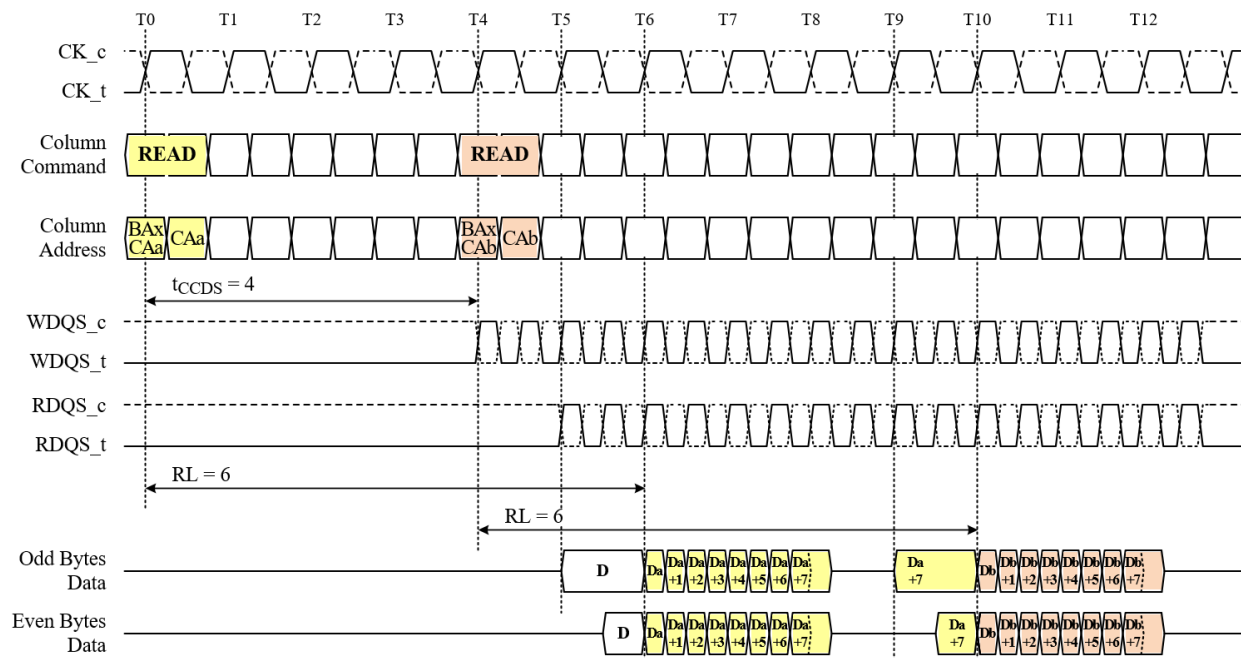 T0 T1 T2 T3 T4 T5 T6 T7 T8 T9 T10 T11 T12
CK_c
CK_t
Column
Command
READ READ
Column
Address
BAx
CAa
CAa
BAx
CAb
CAb
tCCDS = 4
WDQS_c
WDQS_t
RDQS_c
RDQS_t
RL = 6
RL = 6
Odd Bytes
Data
D Da Da+1 Da+2 Da+3 Da+4 Da+5 Da+6 Da+7 Da+7 Db Db+1 Db+2 Db+3 Db+4 Db+5 Db+6 Db+7
Even Bytes
Data
D Da Da+1 Da+2 Da+3 Da+4 Da+5 Da+6 Da+7 Da+7 Db Db+1 Db+2 Db+3 Db+4 Db+5 Db+6 Db+7